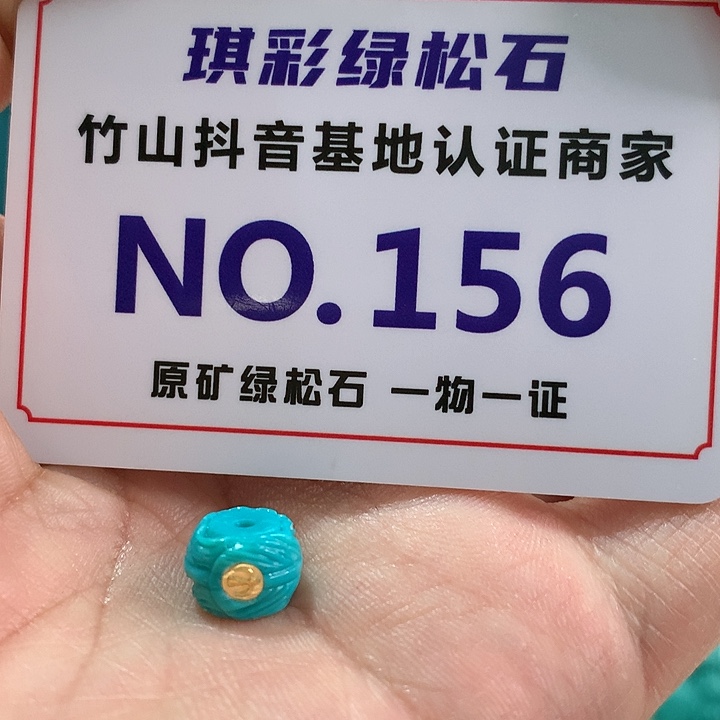 琪彩绿松石
竹山抖音基地认证商家
NO.156
原矿绿松石 一物一证